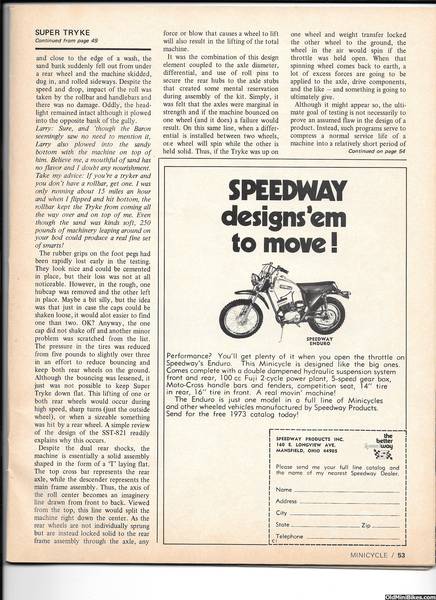 SUPER TRYKE
Continued from page 49
and close to the edge of a wash, the
sand bank suddenly fell out from under
a rear wheel and the machine skidded,
dug in, and rolled sideways. Despite the
speed and drop, impact of the roll was
taken by the rollbar and handlebars and
there was no damage. Oddly, the head-
light remained intact although it plowed
into the opposite bank of the gully.
Larry: Sure, and 'though the Baron
seemingly saw no need to mention it,
Larry also plowed into the sandy
bottom with the machine on top of
him. Believe me, a mouthful of sand has
no flavor and I doubt any nourishment.
Take my advice: If you're a tryker and
you don't have a rollbar, get one. I was
only running about 15 miles an hour
and when I flipped and hit bottom, the
rollbar kept the Tryke from coming all
the way over and on top of me. Even
though the sand was kinda soft, 250
pounds of machinery leaping around on
your bod could produce a real fine set
of smarts!
The rubber grips on the foot pegs had
been rapidly lost early in the testing.
They look nice and could be cemented
in place, but their loss was not at all
noticeable. However, in the rough, one
hubcap was removed and the other left
in place. Maybe a bit silly, but the idea
was that just in case the caps could be
shaken loose, it would alot easier to find
one than two. OK? Anyway, the one
cap did not shake off and another minor
problem was scratched from the list.
The pressure in the tires was reduced
from five pounds to slightly over three
in an effort to reduce bouncing and
keep both rear wheels on the ground.
Although the bouncing was lessened, it
just was not possible to keep Super
Tryke down flat. This lifting of one or
both rear wheels would occur during
high speed, sharp turns (just the outside
wheel), or when a sizeable something
was hit by a rear wheel. A simple review
of the design of the SST-821 readily
explains why this occurs.
Despite the dual rear shocks, the
machine is essentially a solid assembly
shaped in the form of a 'T' laying flat.
The top cross bar represents the rear
axle, while the descender represents the
main frame assembly. Thus, the axis of
the roll center becomes an imaginery
line drawn from front to back. Viewed
from the top, this line would split the
machine right down the center. As the
rear wheels are not individually sprung
but are instead locked solid to the rear
frame assembly through the axle, any
force or blow that causes a wheel to lift
will also result in the lifting of the total
machine.
It was the combination of this design
element coupled to the axle diameter,
differential, and use of roll pins to
secure the rear hubs to the axle stubs
that created some mental reservation
during assembly of the kit. Simply, it
was felt that the axles were marginal in
strength and if the machine bounced on
one wheel (and it does) a failure would
result. On this same line, when a differ-
ential is installed between two wheels,
one wheel will spin while the other is
held solid. Thus, if the Tryke was up on
one wheel and weight transfer locked
the other wheel to the ground, the
wheel in the air would spin if the
throttle was held open. When that
spinning wheel comes back to earth, a
lot of excess forces are going to be
applied to the axle, drive components,
and the like — and something is going to
ultimately give.
Although it might appear so, the ulti-
mate goal of testing is not necessarily to
prove an assumed flaw in the design of a
product. Instead, such programs serve to
compress a normal service life of a
machine into a relatively short period of
Continued on page 54
SPEEDWAY
designs'em
to move!
SPEEDWAY
ENDURO
Performance? You'll get plenty of it when you open the throttle on
Speedway's Enduro. This Minicycle is designed like the big ones.
Comes complete with a double dampened hydraulic suspension system
front and rear, 100 cc Fuji 2-cycle power plant, 5-speed gear box,
Moto-Cross handle bars and fenders, competition seat, 14" tire
in rear, 16" tire in front. A real movin' machine!
The Enduro is just one model in a full line of Minicycles
and other wheeled vehicles manufactured by Speedway Products.
Send for the free 1973 catalog today!
SPEEDWAY PRODUCTS INC.
160 E. LONGVIEW AVE.
MANSFIELD, OHIO 44905
the
better
way
Please send me your full line catalog and
the name of my nearest Speedway Dealer.
Name
Address
City
State Zip
Telephone
MINICYCLE / 53
OldMiniBikes.com